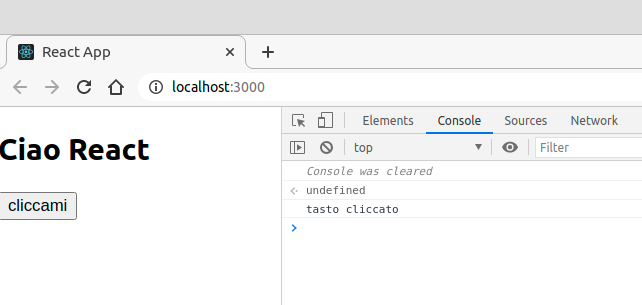 React App
localhost:3000
Ciao React
cliccami
Elements Console Sources Network
top Filter
Console was cleared
undefined
tasto cliccato